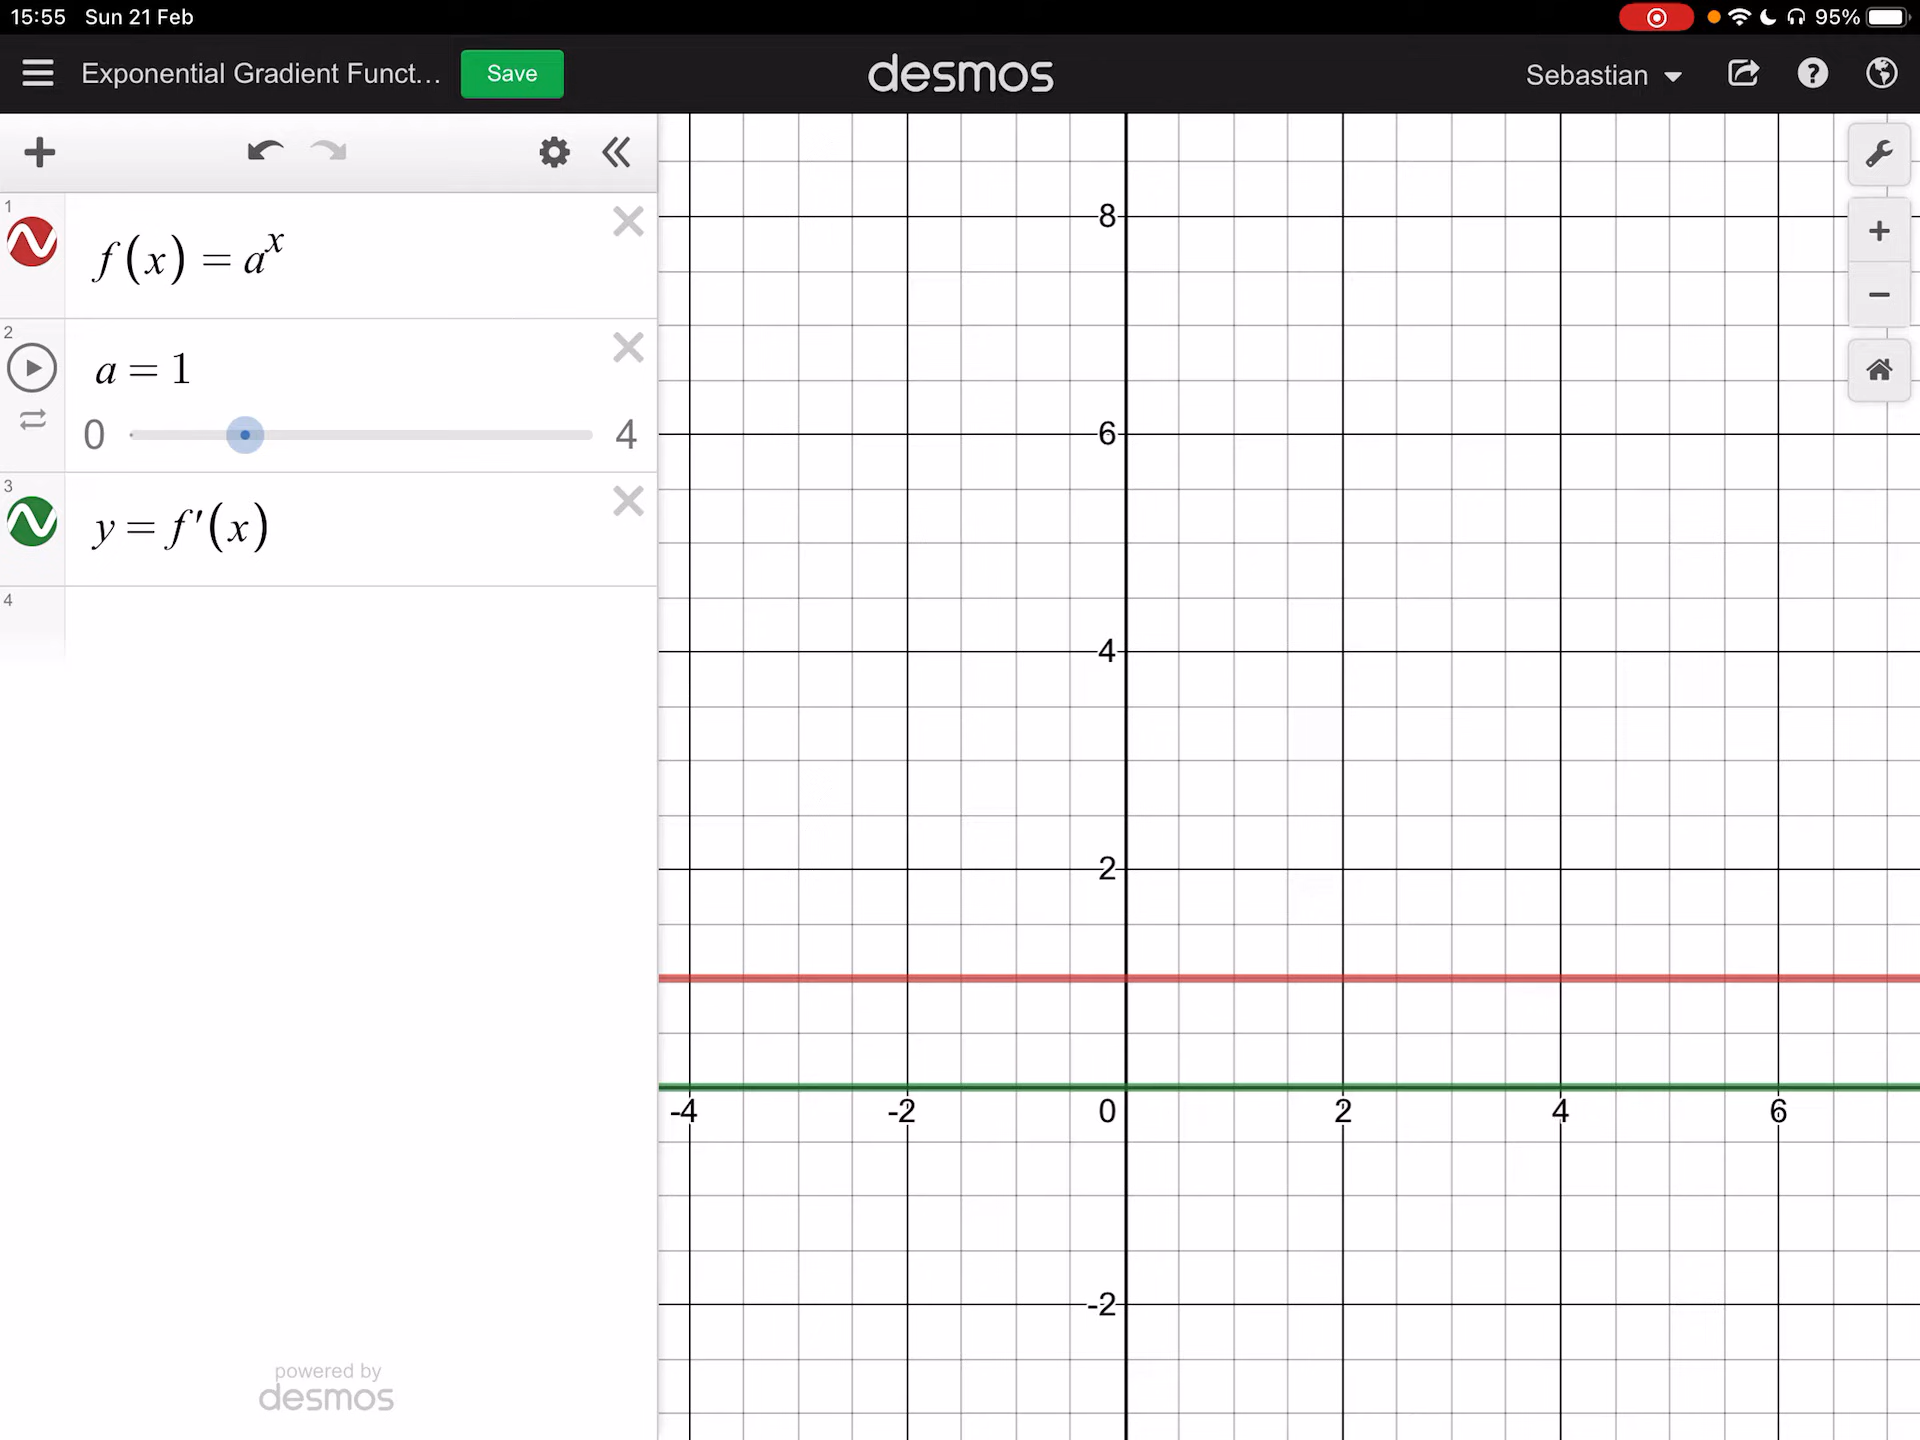 15:55 Sun 21 Feb 95%
Exponential Gradient Funct... Save desmos Sebastian
1
f(x) = a^x
2
a = 1
0 4
3
y = f'(x)
4
8
6
4
2
-4 -2 0 2 4 6
-2
powered by
desmos